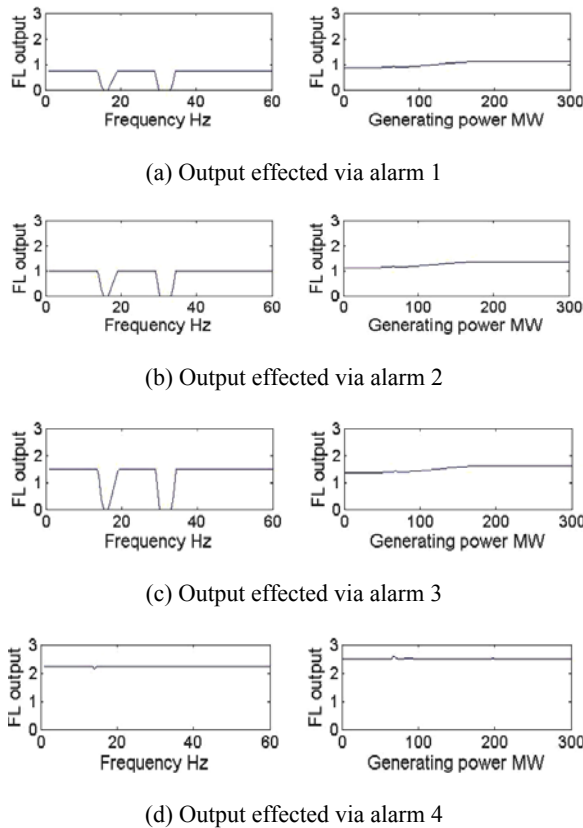 FL output
3
2
1
0
0 20 40 60
Frequency Hz
FL output
3
2
1
0
0 100 200 300
Generating power MW
(a) Output effected via alarm 1
FL output
3
2
1
0
0 20 40 60
Frequency Hz
FL output
3
2
1
0
0 100 200 300
Generating power MW
(b) Output effected via alarm 2
FL output
3
2
1
0
0 20 40 60
Frequency Hz
FL output
3
2
1
0
0 100 200 300
Generating power MW
(c) Output effected via alarm 3
FL output
3
2
1
0
0 20 40 60
Frequency Hz
FL output
3
2
1
0
0 100 200 300
Generating power MW
(d) Output effected via alarm 4